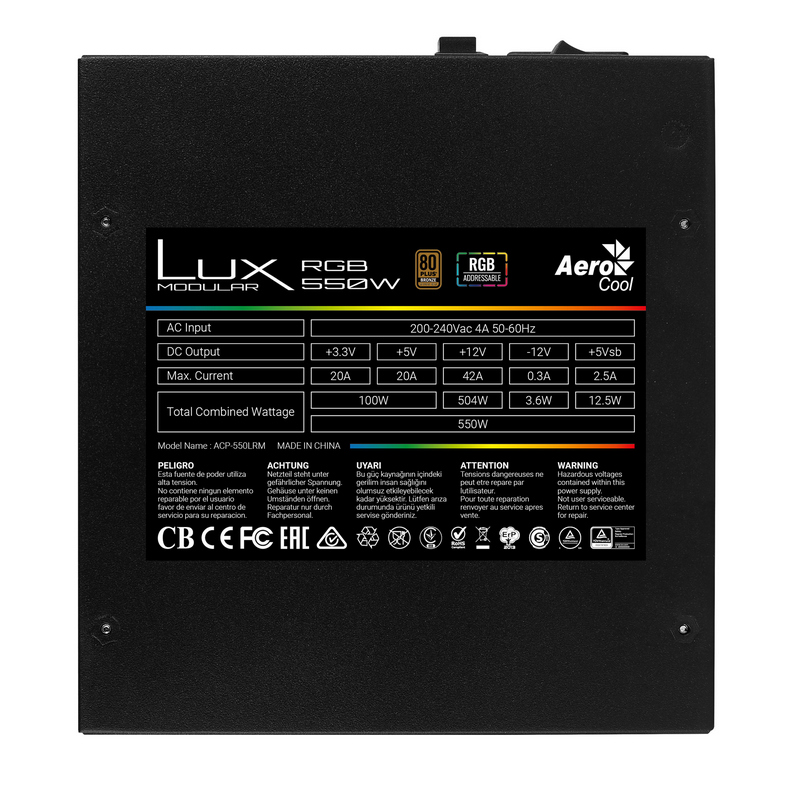 LUX RGB 550W
MODULAR
80
PLUS
BRONZE
RGB
ADDRESSABLE
Aero
Cool
AC Input 200-240Vac 4A 50-60Hz
DC Output +3.3V +5V +12V -12V +5Vsb
Max. Current 20A 20A 42A 0.3A 2.5A
Total Combined Wattage 100W 504W 3.6W 12.5W
550W
Model Name : ACP-550LRM MADE IN CHINA
PELIGRO
Esta fuente de poder utiliza
alta tension.
No contiene ningun elemento
reparable por el usuario
favor de enviar al centro de
servicio para su reparacion.
ACHTUNG
Netzteil steht unter
gefährlicher Spannung.
Gehäuse unter keinen
Umständen öffnen.
Reparatur nur durch
Fachpersonal.
UYARI
Bu güç kaynağının içindeki
gerilim insan sağlığını
olumsuz etkileyebilecek
kadar yüksektir. Lütfen arıza
durumunda ürünü yetkili
servise gönderiniz.
ATTENTION
Tensions dangereuses ne
peut etre repare par
lutilisateur.
Pour toute reparation
renvoyer au service apres
vente.
WARNING
Hazardous voltages
contained within this
power supply.
Not user serviceable.
Return to service center
for repair.
CB CE FC EAC
RoHS
Compliant
ErP
2013